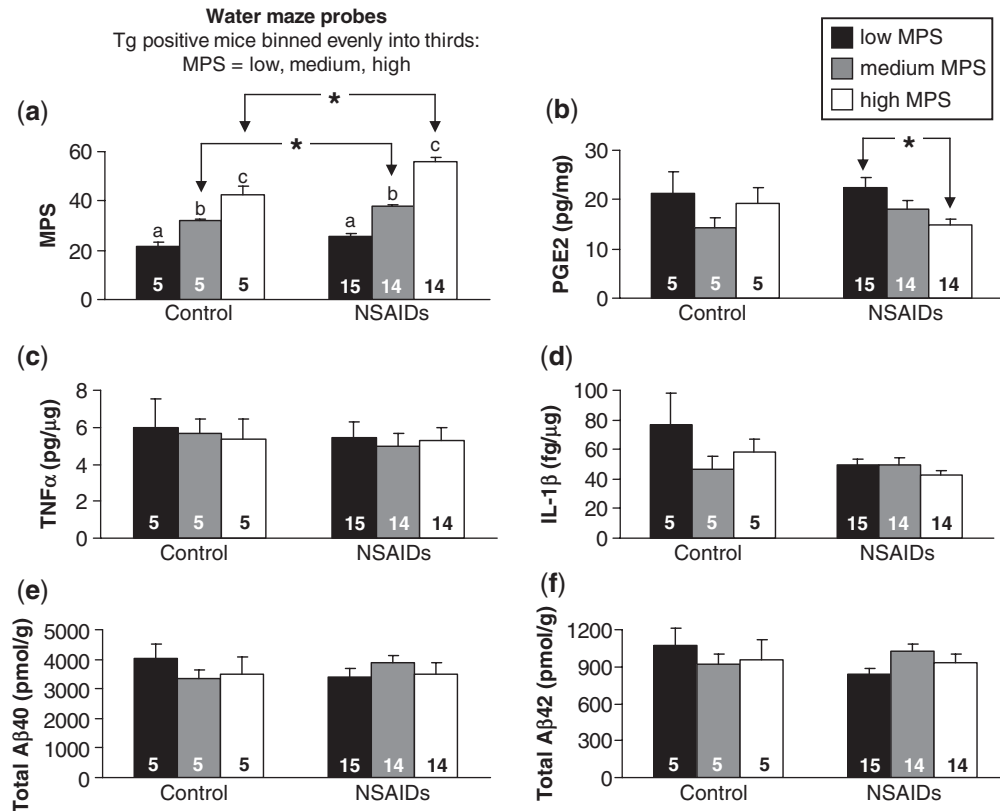 Water maze probes
Tg positive mice binned evenly into thirds:
MPS = low, medium, high
low MPS
medium MPS
high MPS
(a)
*
*
MPS
60
40
20
0
a
b
c
a
b
c
5
5
5
15
14
14
Control
NSAIDs
(b)
*
PGE2 (pg/mg)
30
20
10
0
5
5
5
15
14
14
Control
NSAIDs
(c)
TNFα (pg/μg)
8
6
4
2
0
5
5
5
15
14
14
Control
NSAIDs
(d)
IL-1β (fg/μg)
100
80
60
40
20
0
5
5
5
15
14
14
Control
NSAIDs
(e)
Total Aβ40 (pmol/g)
5000
4000
3000
2000
1000
0
5
5
5
15
14
14
Control
NSAIDs
(f)
Total Aβ42 (pmol/g)
1200
900
600
300
0
5
5
5
15
14
14
Control
NSAIDs